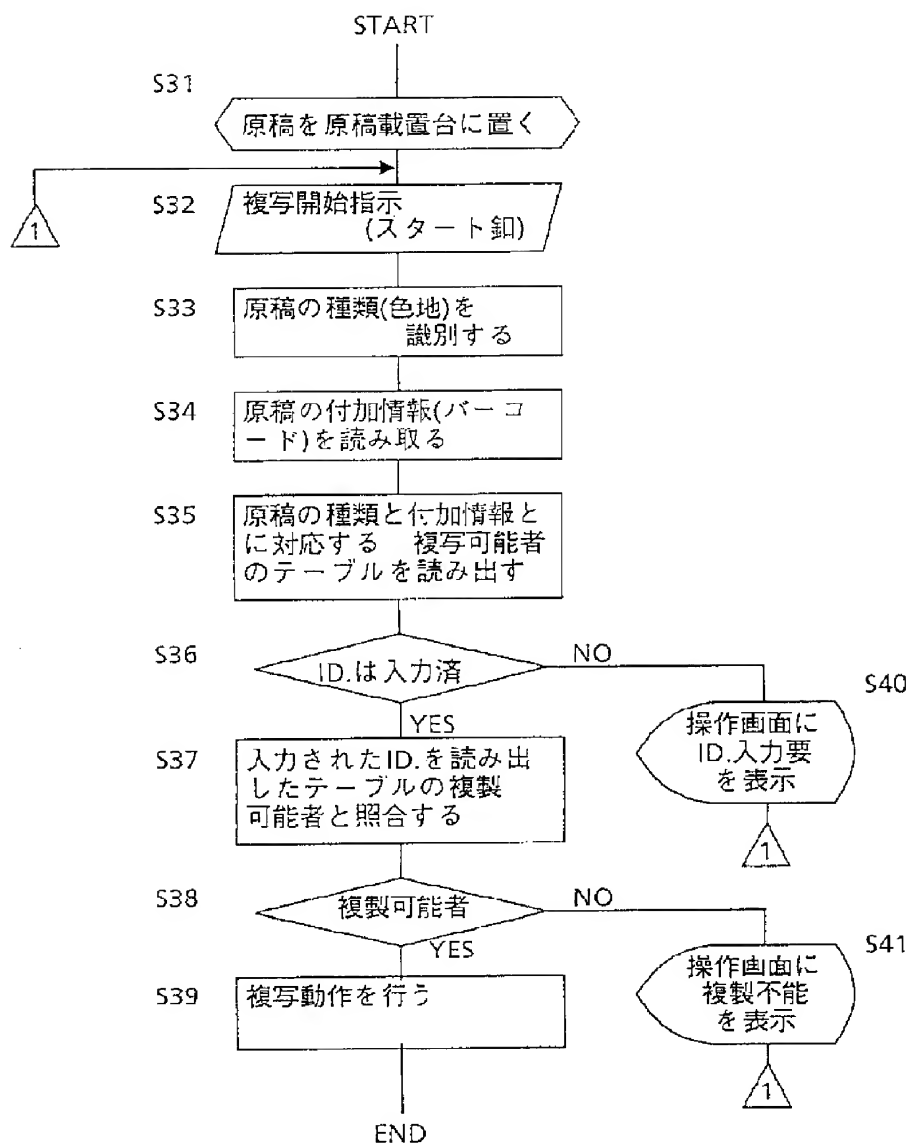 START
S31
原稿を原稿載置台に置く
1
S32
複写開始指示
(スタート釦)
S33
原稿の種類(色地)を
識別する
S34
原稿の付加情報(バーコ
ード)を読み取る
S35
原稿の種類と付加情報と
に対応する 複写可能者
のテーブルを読み出す
S36
ID.は入力済
NO
YES
S40
操作画面に
ID.入力要
を表示
1
S37
入力されたID.を読み出
したテーブルの複製
可能者と照合する
S38
複製可能者
NO
YES
S41
操作画面に
複製不能
を表示
1
S39
複写動作を行う
END